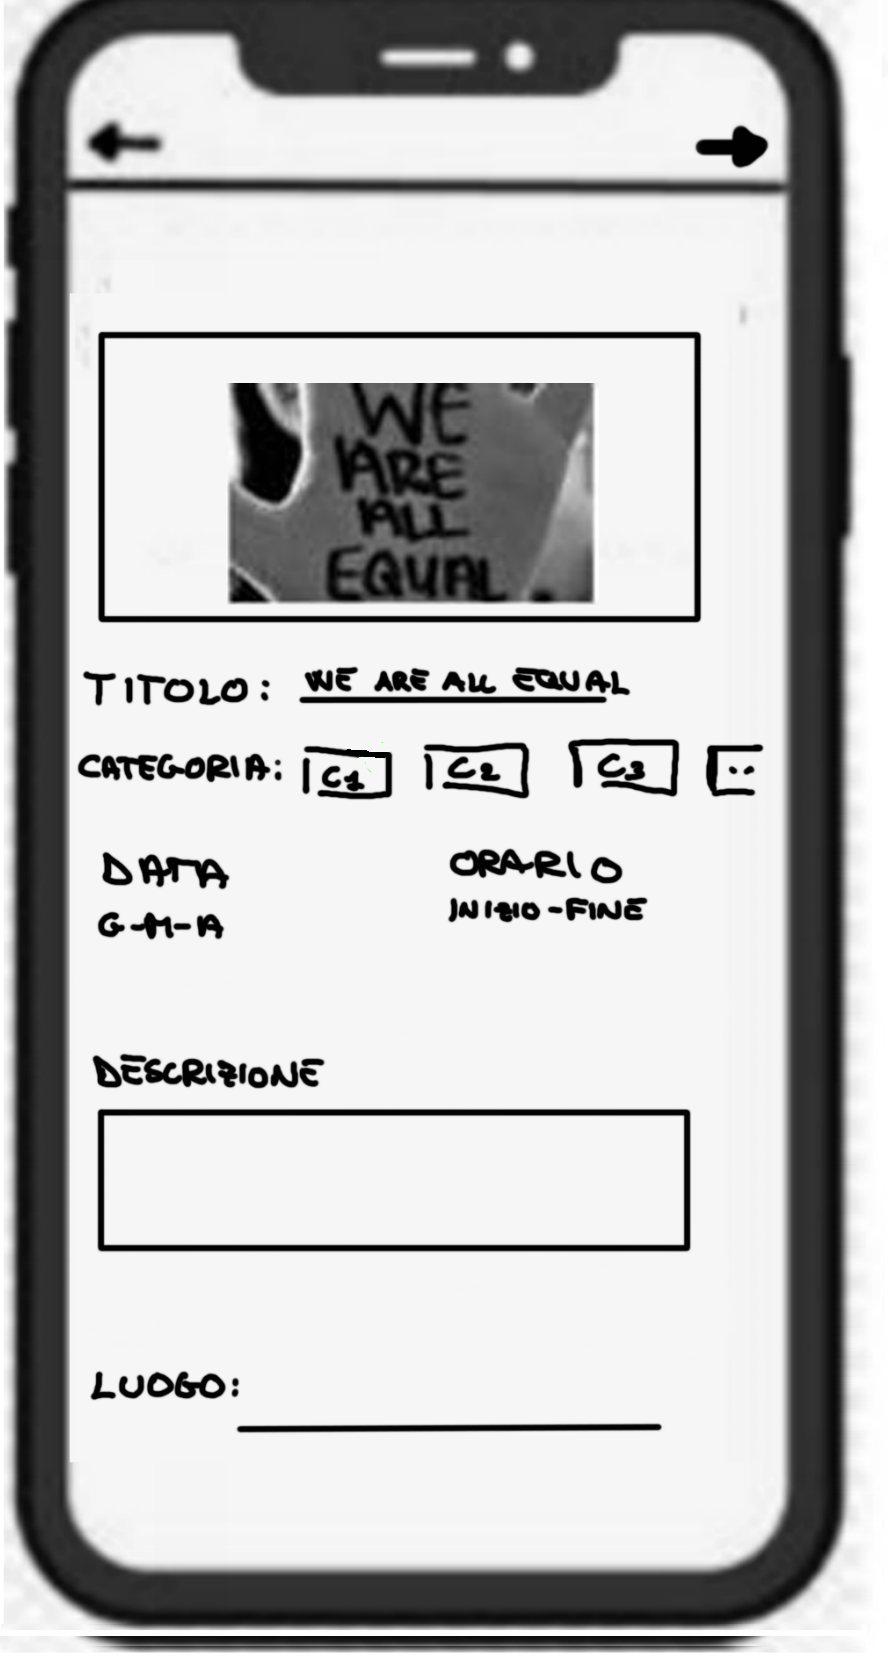 WE
ARE
ALL
EQUAL
TITOLO: WE ARE ALL EQUAL
CATEGORIA: C1 C2 C3 ..
DATA ORARIO
G-M-A INIZIO-FINE
DESCRIZIONE
LUOGO: